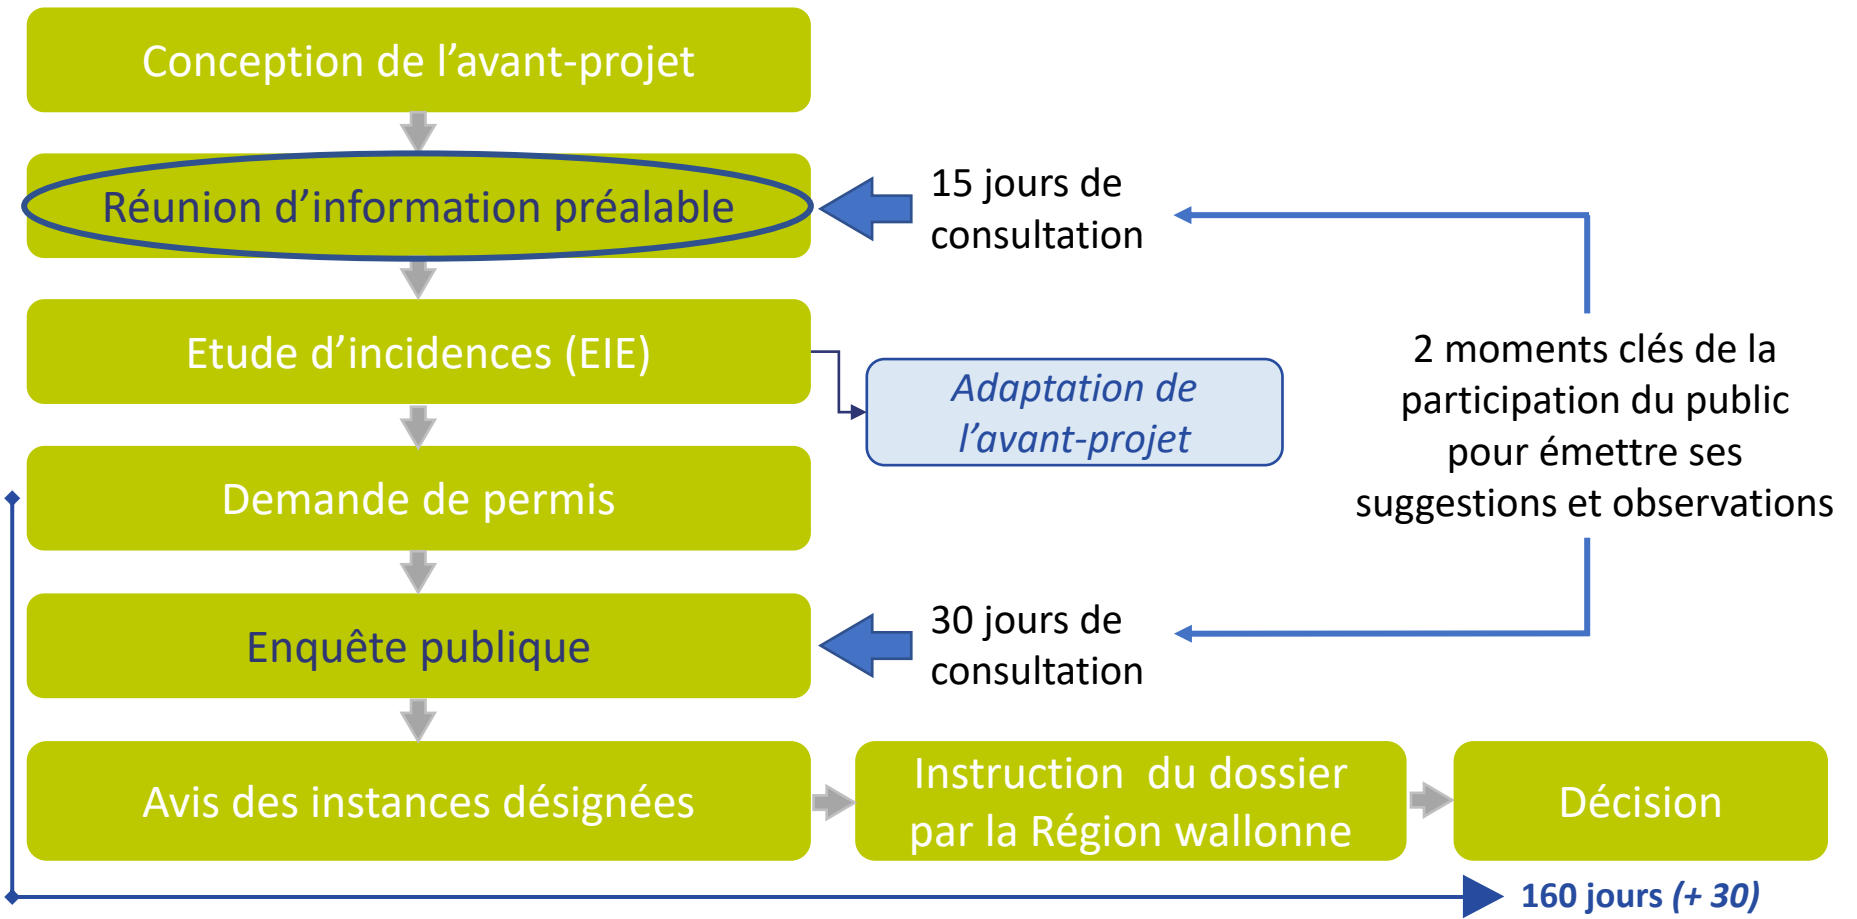 Conception de l’avant-projet
Réunion d’information préalable
15 jours de
consultation
Etude d’incidences (EIE)
Adaptation de
l’avant-projet
2 moments clés de la
participation du public
pour émettre ses
suggestions et observations
Demande de permis
Enquête publique
30 jours de
consultation
Avis des instances désignées
Instruction du dossier
par la Région wallonne
Décision
160 jours (+ 30)